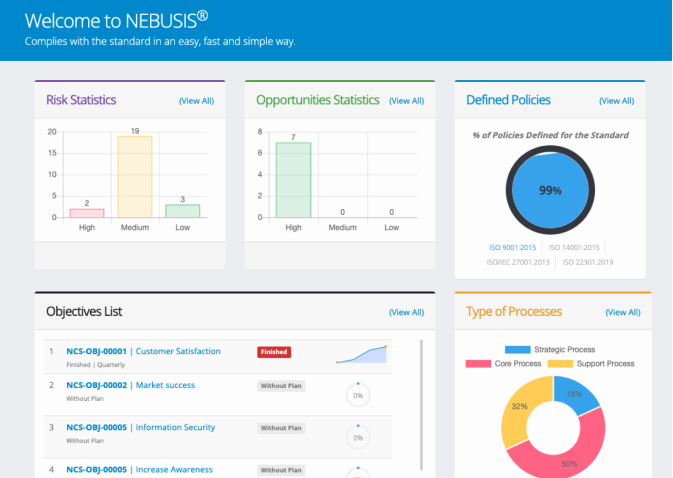 Welcome to NEBUSIS®
Complies with the standard in an easy, fast and simple way.
Risk Statistics (View All)
20
15
10
5
0
2
19
3
High Medium Low
Opportunities Statistics (View All)
8
6
4
2
0
7
0
0
High Medium Low
Defined Policies (View All)
% of Policies Defined for the Standard
99%
ISO 9001:2015 ISO 14001:2015
ISO/IEC 27001:2013 ISO 22301:2019
Objectives List (View All)
1 NCS-OBJ-00001 | Customer Satisfaction Finished
Finished | Quarterly
2 NCS-OBJ-00002 | Market success Without Plan 0%
Without Plan
3 NCS-OBJ-00005 | Information Security Without Plan 0%
Without Plan
4 NCS-OBJ-00005 | Increase Awareness Without Plan
Type of Processes (View All)
Strategic Process
Core Process Support Process
18%
32%
50%